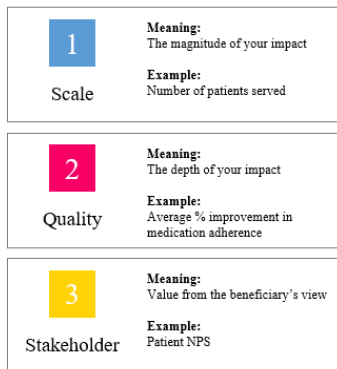 1
Scale
Meaning:
The magnitude of your impact
Example:
Number of patients served
2
Quality
Meaning:
The depth of your impact
Example:
Average % improvement in
medication adherence
3
Stakeholder
Meaning:
Value from the beneficiary's view
Example:
Patient NPS